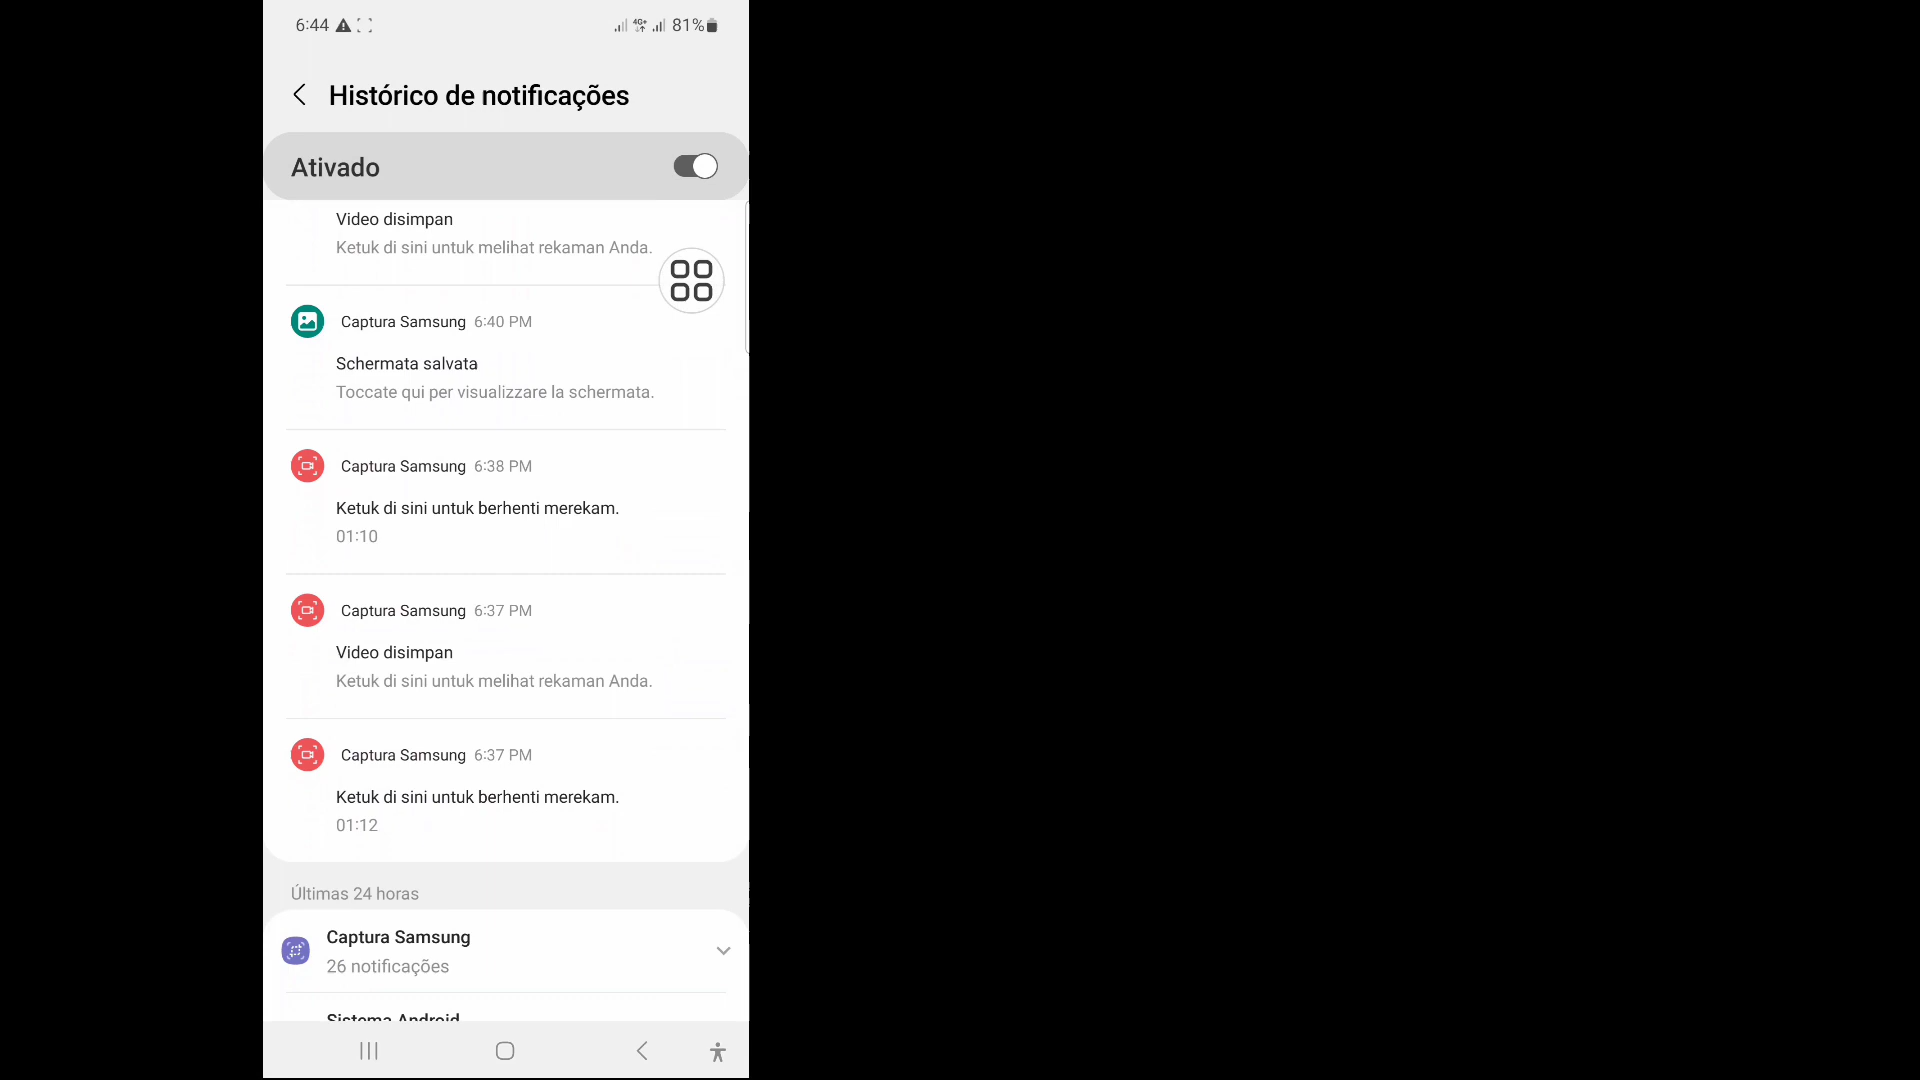 6:44 4G+ 81%
Histórico de notificações
Ativado
Video disimpan
Ketuk di sini untuk melihat rekaman Anda.
Captura Samsung 6:40 PM
Schermata salvata
Toccate qui per visualizzare la schermata.
Captura Samsung 6:38 PM
Ketuk di sini untuk berhenti merekam.
01:10
Captura Samsung 6:37 PM
Video disimpan
Ketuk di sini untuk melihat rekaman Anda.
Captura Samsung 6:37 PM
Ketuk di sini untuk berhenti merekam.
01:12
Últimas 24 horas
Captura Samsung
26 notificações
Sistema Android